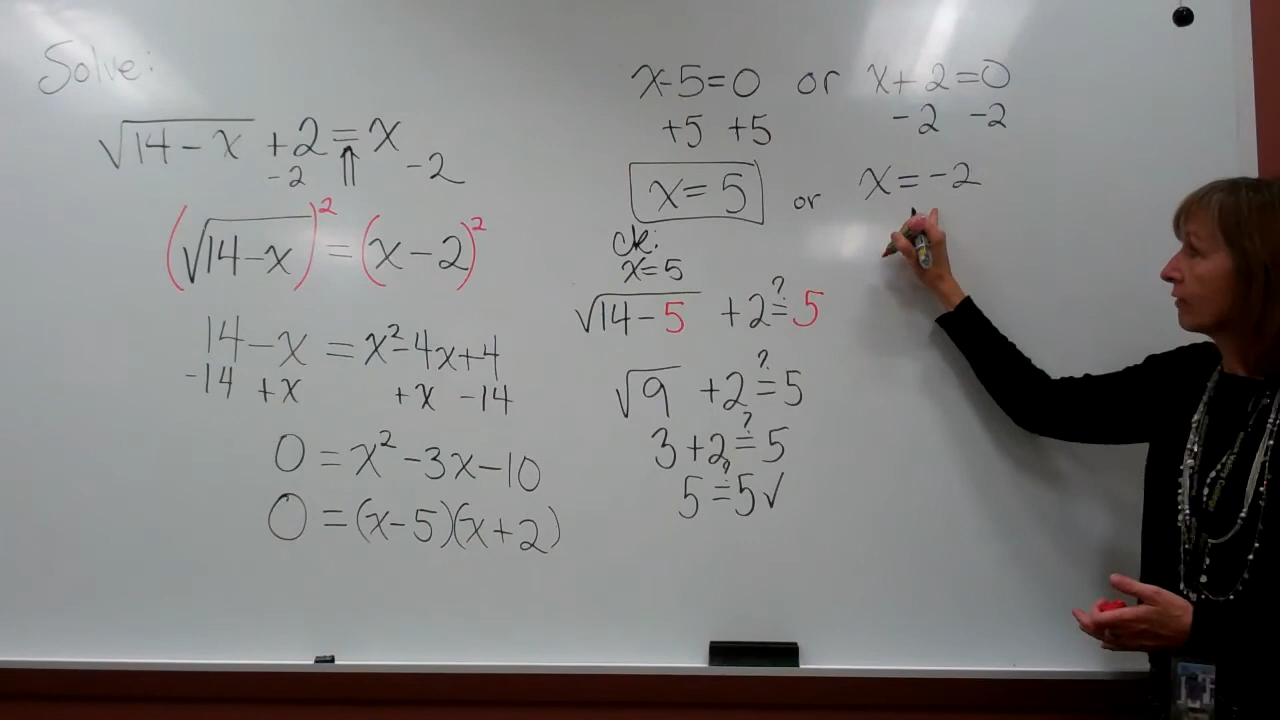 Solve:
√14-x +2 = x
-2 ⇑ -2
(√14-x)² = (x-2)²
14-x = x²-4x+4
-14 +x +x -14
0 = x²-3x-10
0 = (x-5)(x+2)
x-5=0 or x+2=0
+5 +5 -2 -2
x=5 or x=-2
ck:
x=5
√14-5 +2 ≟ 5
√9 +2 ≟ 5
3+2 ≟ 5
5 ≟ 5 ✓